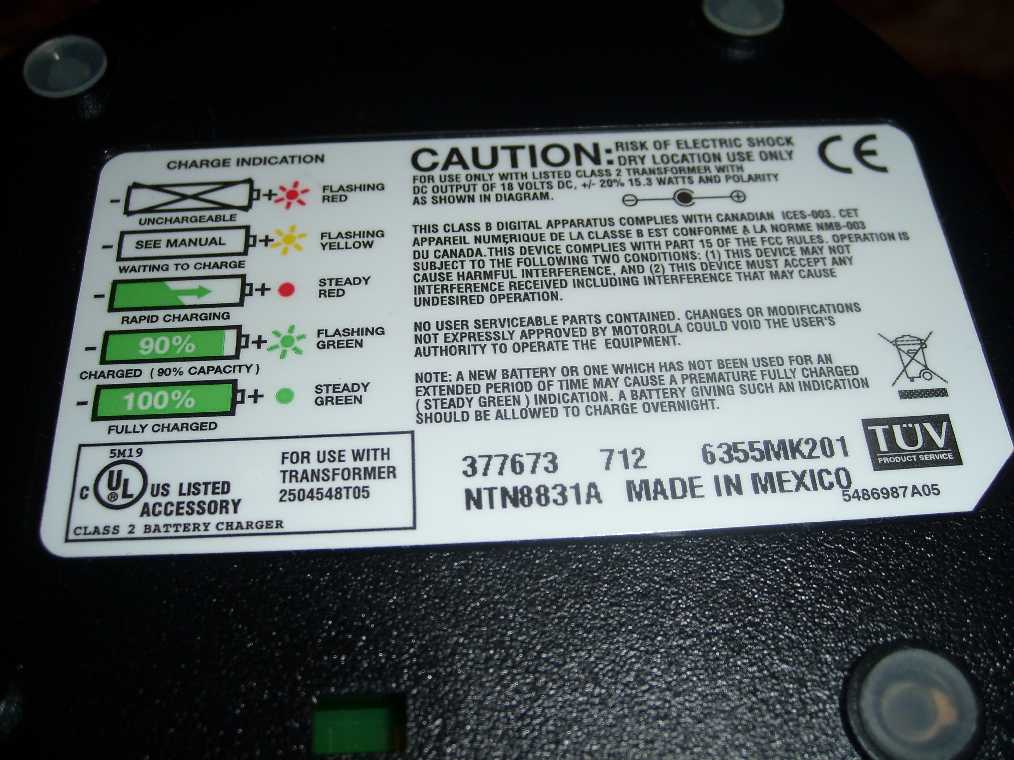 CHARGE INDICATION
- + FLASHING
RED
UNCHARGEABLE
- SEE MANUAL + FLASHING
YELLOW
WAITING TO CHARGE
- + STEADY
RED
RAPID CHARGING
- 90% + FLASHING
GREEN
CHARGED (90% CAPACITY)
- 100% + STEADY
GREEN
FULLY CHARGED
5M19
C UL ® US LISTED
ACCESSORY
CLASS 2 BATTERY CHARGER
FOR USE WITH
TRANSFORMER
2504548T05
CAUTION: RISK OF ELECTRIC SHOCK
DRY LOCATION USE ONLY
FOR USE ONLY WITH LISTED CLASS 2 TRANSFORMER WITH
DC OUTPUT OF 18 VOLTS DC, +/- 20% 15.3 WATTS AND POLARITY
AS SHOWN IN DIAGRAM. - +
CE
THIS CLASS B DIGITAL APPARATUS COMPLIES WITH CANADIAN ICES-003. CET
APPAREIL NUMERIQUE DE LA CLASSE B EST CONFORME A LA NORME NMB-003
DU CANADA.THIS DEVICE COMPLIES WITH PART 15 OF THE FCC RULES. OPERATION IS
SUBJECT TO THE FOLLOWING TWO CONDITIONS: (1) THIS DEVICE MAY NOT
CAUSE HARMFUL INTERFERENCE, AND (2) THIS DEVICE MUST ACCEPT ANY
INTERFERENCE RECEIVED INCLUDING INTERFERENCE THAT MAY CAUSE
UNDESIRED OPERATION.
NO USER SERVICEABLE PARTS CONTAINED. CHANGES OR MODIFICATIONS
NOT EXPRESSLY APPROVED BY MOTOROLA COULD VOID THE USER'S
AUTHORITY TO OPERATE THE EQUIPMENT.
NOTE: A NEW BATTERY OR ONE WHICH HAS NOT BEEN USED FOR AN
EXTENDED PERIOD OF TIME MAY CAUSE A PREMATURE FULLY CHARGED
(STEADY GREEN) INDICATION. A BATTERY GIVING SUCH AN INDICATION
SHOULD BE ALLOWED TO CHARGE OVERNIGHT.
377673 712 6355MK201
NTN8831A MADE IN MEXICO
TÜV
PRODUCT SERVICE
5486987A05